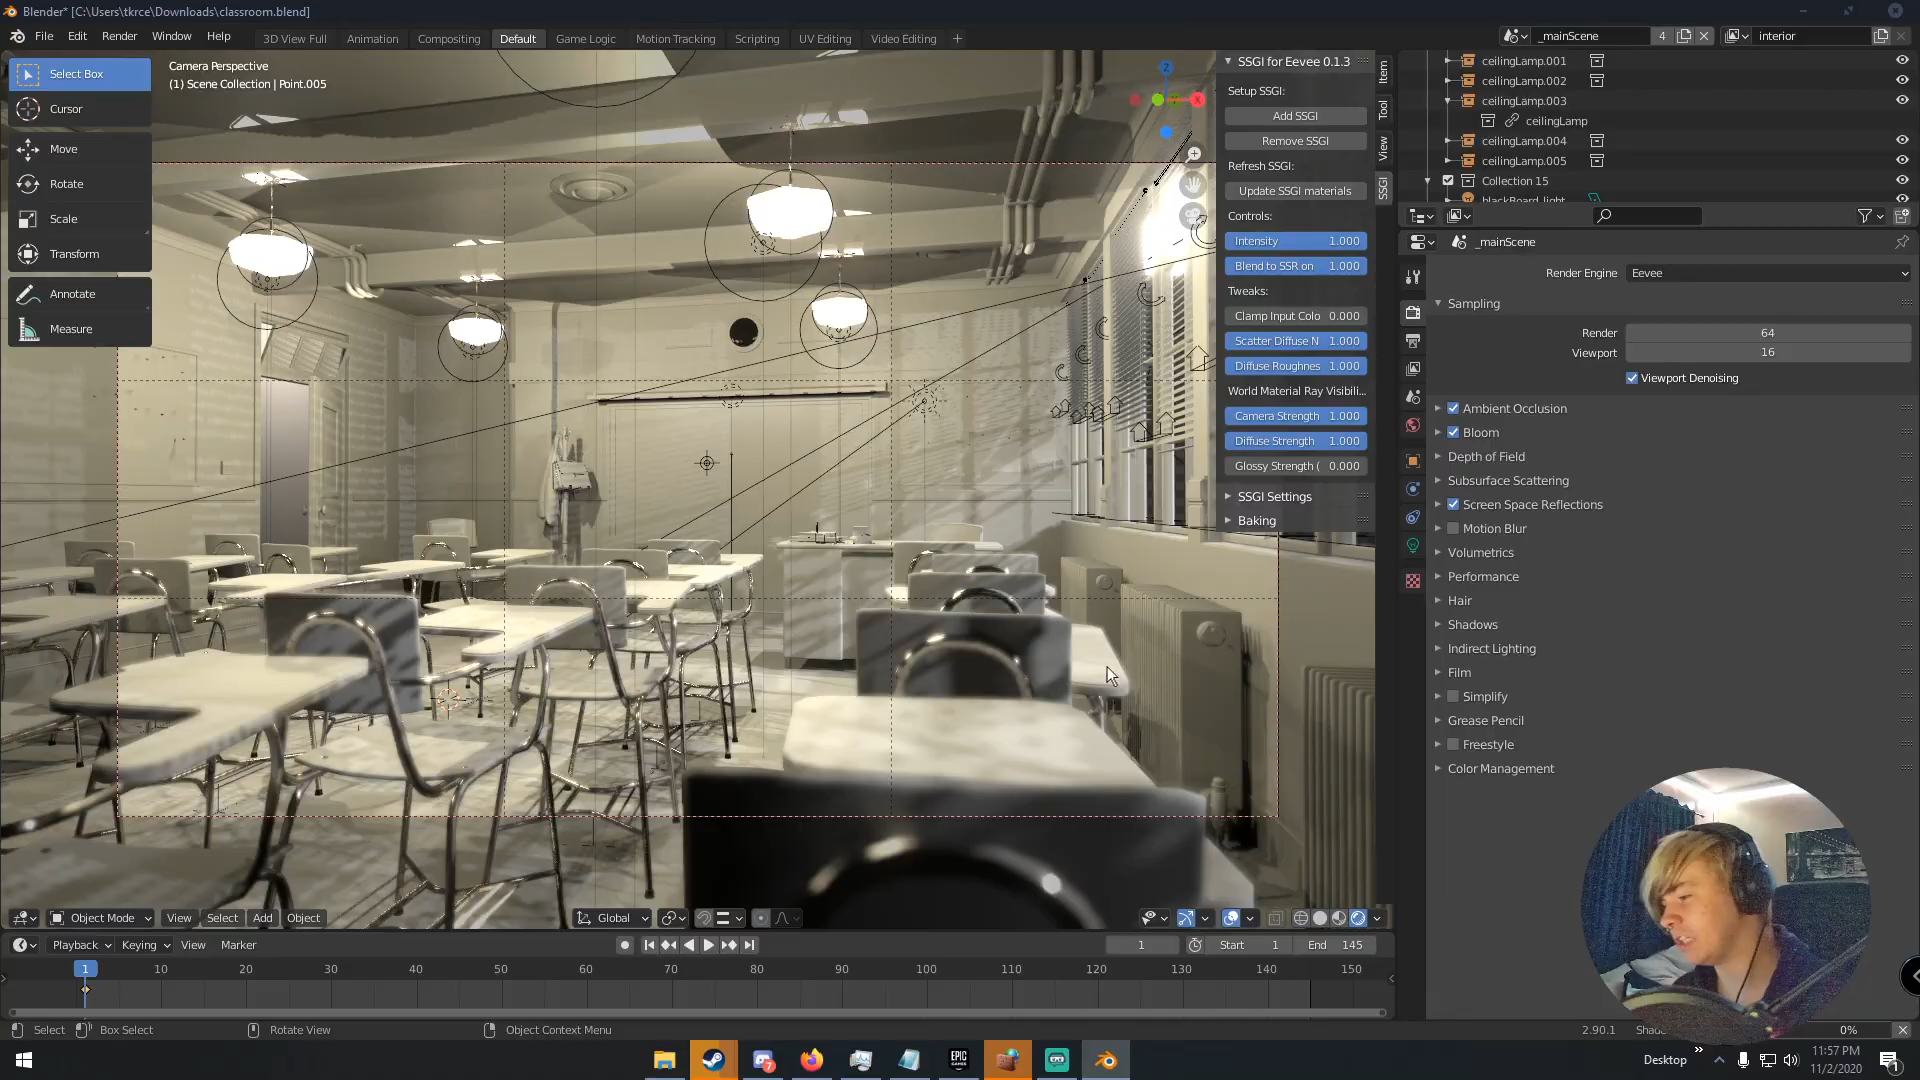 Blender* [C:\Users\tkrce\Downloads\classroom.blend]
File Edit Render Window Help
3D View Full Animation Compositing Default Game Logic Motion Tracking Scripting UV Editing Video Editing +
_mainScene 4
interior
Select Box
Cursor
Move
Rotate
Scale
Transform
Annotate
Measure
Camera Perspective
(1) Scene Collection | Point.005
Z
X
SSGI for Eevee 0.1.3
Setup SSGI:
Add SSGI
Remove SSGI
Refresh SSGI:
Update SSGI materials
Controls:
Intensity 1.000
Blend to SSR on 1.000
Tweaks:
Clamp Input Colo 0.000
Scatter Diffuse N 1.000
Diffuse Roughnes 1.000
World Material Ray Visibili...
Camera Strength 1.000
Diffuse Strength 1.000
Glossy Strength ( 0.000
SSGI Settings
Baking
Item
Tool
View
SSGI
ceilingLamp.001
ceilingLamp.002
ceilingLamp.003
ceilingLamp
ceilingLamp.004
ceilingLamp.005
Collection 15
blackBoard_light
_mainScene
Render Engine Eevee
Sampling
Render 64
Viewport 16
Viewport Denoising
Ambient Occlusion
Bloom
Depth of Field
Subsurface Scattering
Screen Space Reflections
Motion Blur
Volumetrics
Performance
Hair
Shadows
Indirect Lighting
Film
Simplify
Grease Pencil
Freestyle
Color Management
Object Mode View Select Add Object
Global
Playback Keying View Marker
1 Start 1 End 145
1 10 20 30 40 50 60 70 80 90 100 110 120 130 140 150
Select Box Select Rotate View Object Context Menu
2.90.1 0%
EPIC GAMES
7
Desktop
11:57 PM
11/2/2020
1